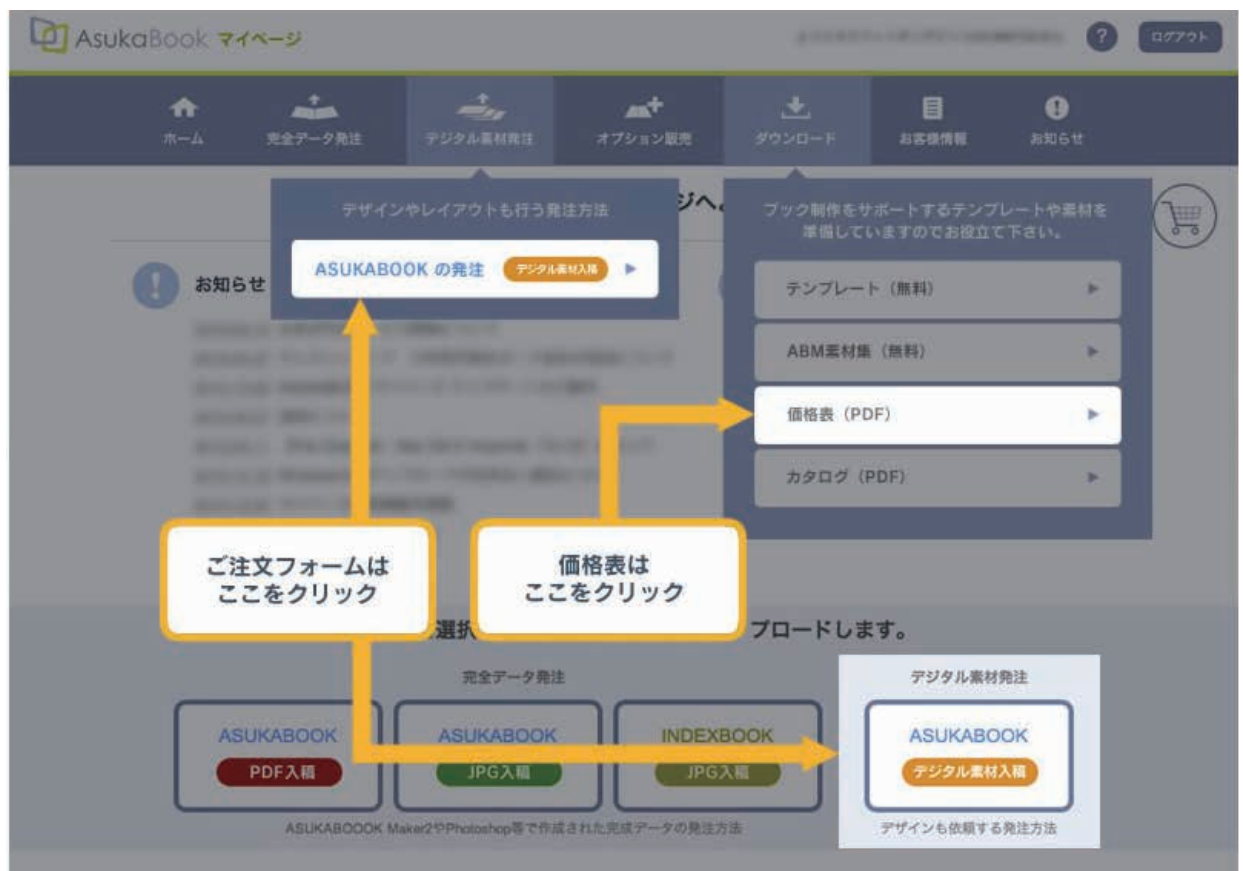 AsukaBook マイページ
?
ログアウト
ホーム
完全データ発注
デジタル素材発注
オプション販売
ダウンロード
お客様情報
お知らせ
デザインやレイアウトも行う発注方法
ASUKABOOK の発注 デジタル素材入稿
ジへ
ブック制作をサポートするテンプレートや素材を
準備していますのでお役立て下さい。
お知らせ
テンプレート（無料）
ABM素材集（無料）
価格表（PDF）
カタログ（PDF）
ご注文フォームは
ここをクリック
価格表は
ここをクリック
選択
プロードします。
完全データ発注
デジタル素材発注
ASUKABOOK
PDF入稿
ASUKABOOK
JPG入稿
INDEXBOOK
JPG入稿
ASUKABOOK
デジタル素材入稿
ASUKABOOOK Maker2やPhotoshop等で作成された完成データの発注方法
デザインも依頼する発注方法